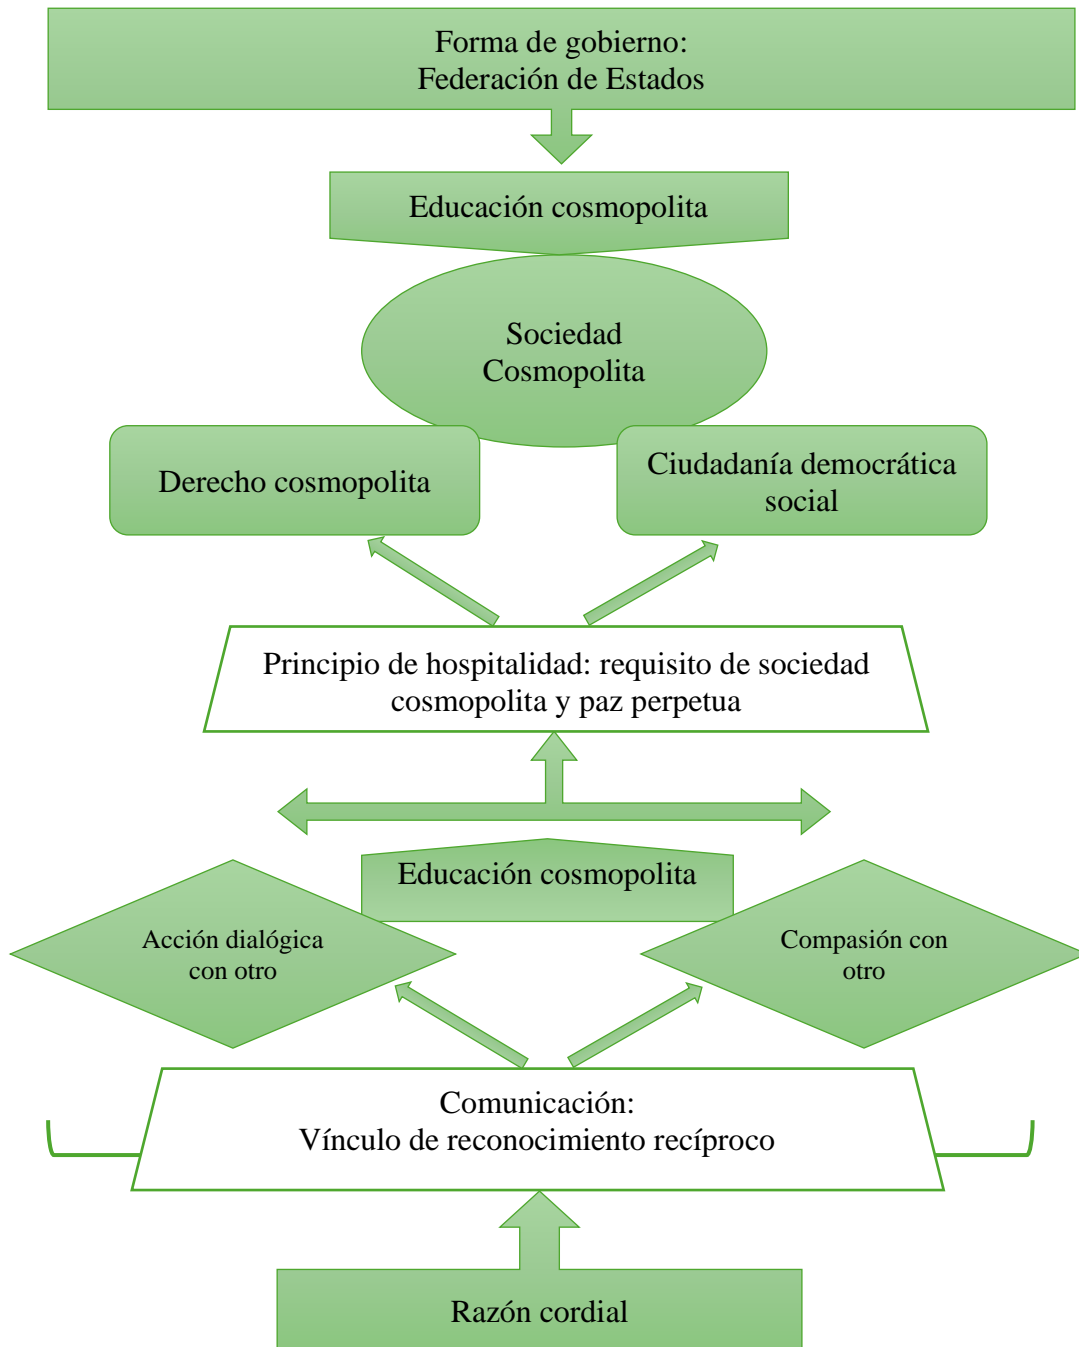 Forma de gobierno:
Federación de Estados
Educación cosmopolita
Sociedad
Cosmopolita
Derecho cosmopolita
Ciudadanía democrática
social
Principio de hospitalidad: requisito de sociedad
cosmopolita y paz perpetua
Educación cosmopolita
Acción dialógica
con otro
Compasión con
otro
Comunicación:
Vínculo de reconocimiento recíproco
Razón cordial